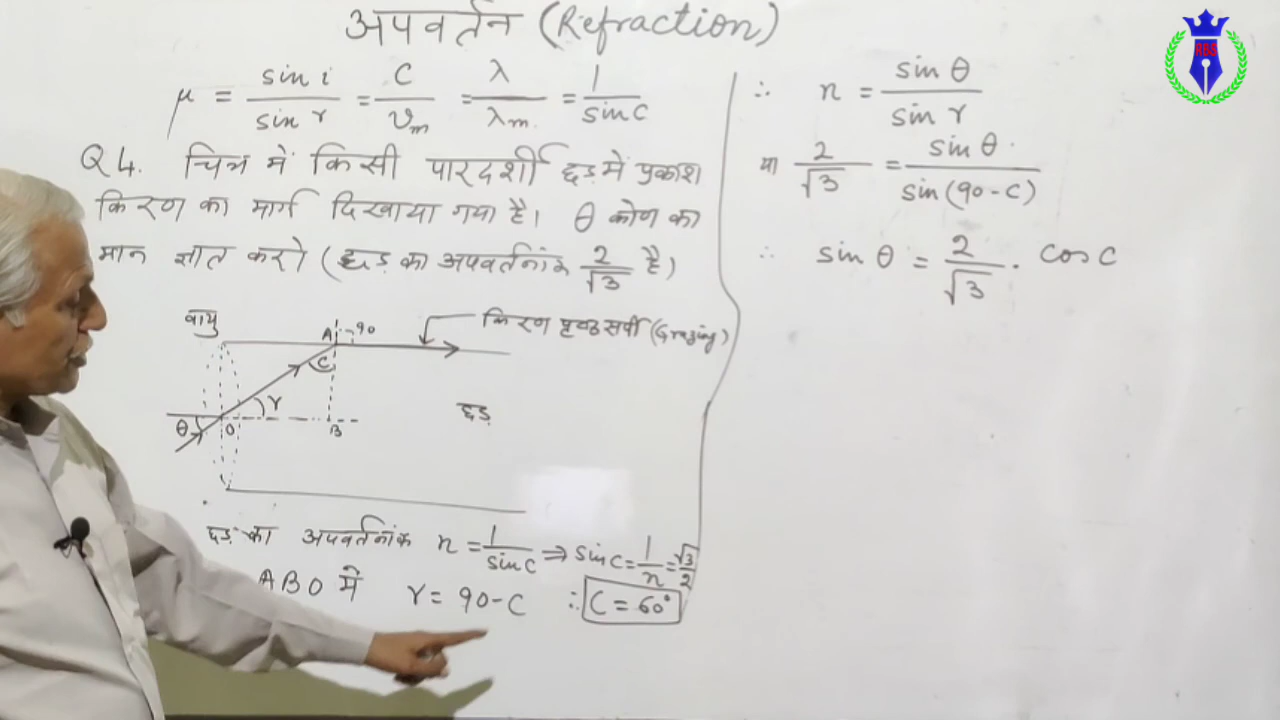 अपवर्तन (Refraction)
μ = sin i / sin r = C / v_m = λ / λ_m = 1 / sin C
Q 4. चित्र में किसी पारदर्शी छड़ में प्रकाश
किरण का मार्ग दिखाया गया है। θ कोण का
मान ज्ञात करो (छड़ का अपवर्तनांक 2/√3 है)
वायु
A 90
किरण पृष्ठसर्पी (Grazing)
C
r
छड़
θ O B
छड़ का अपवर्तनांक n = 1/sin C ⇒ sin C = 1/n = √3/2
ABO में r = 90-C ∴ C = 60°
∴ n = sin θ / sin r
या 2/√3 = sin θ / sin(90-C)
∴ sin θ = 2/√3 . cos C
RBS